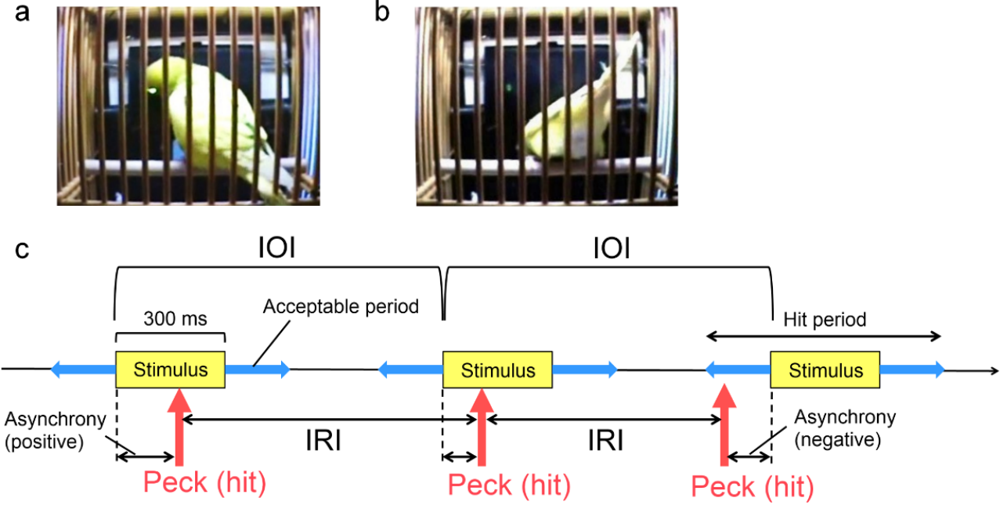 a
b
c
IOI
IOI
300 ms
Acceptable period
Hit period
Stimulus
Stimulus
Stimulus
Asynchrony
(positive)
IRI
IRI
Asynchrony
(negative)
Peck (hit)
Peck (hit)
Peck (hit)